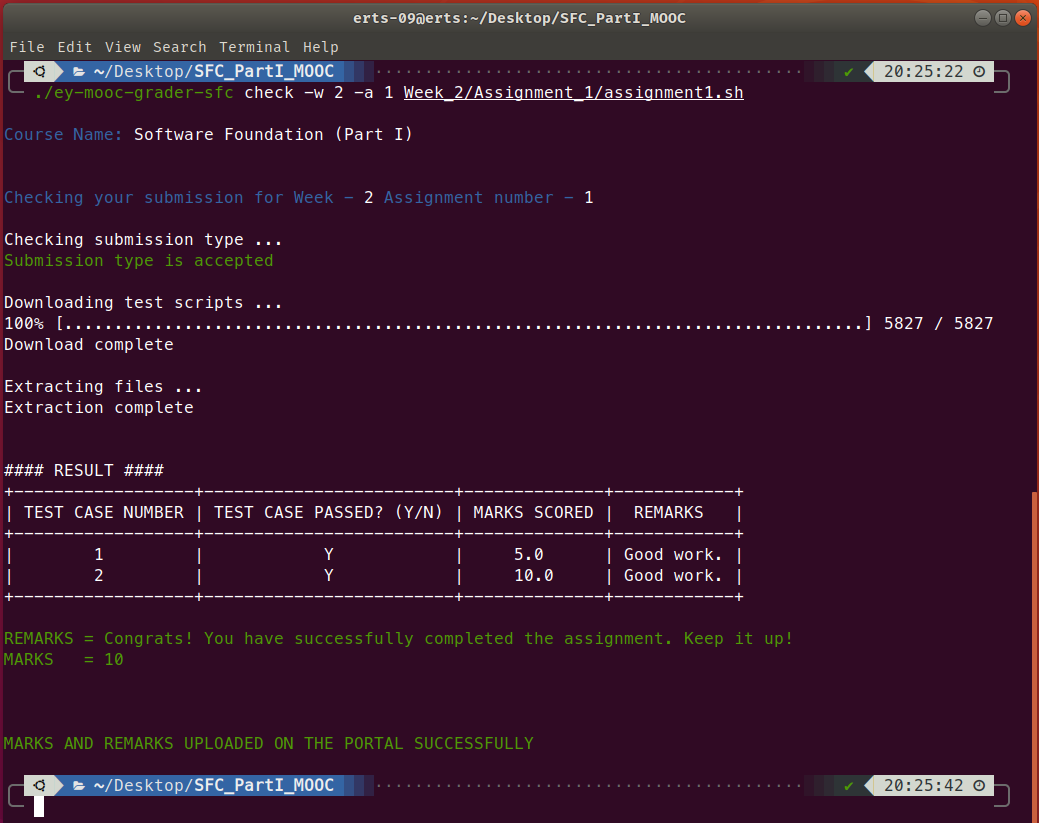 erts-09@erts:~/Desktop/SFC_PartI_MOOC
File Edit View Search Terminal Help
~/Desktop/SFC_PartI_MOOC ✔ 20:25:22
./ey-mooc-grader-sfc check -w 2 -a 1 Week_2/Assignment_1/assignment1.sh
Course Name: Software Foundation (Part I)
Checking your submission for Week - 2 Assignment number - 1
Checking submission type ...
Submission type is accepted
Downloading test scripts ...
100% [................................................................................] 5827 / 5827
Download complete
Extracting files ...
Extraction complete
#### RESULT ####
+------------------+-------------------------+--------------+------------+
| TEST CASE NUMBER | TEST CASE PASSED? (Y/N) | MARKS SCORED |  REMARKS   |
+------------------+-------------------------+--------------+------------+
|        1         |            Y            |     5.0      | Good work. |
|        2         |            Y            |     10.0     | Good work. |
+------------------+-------------------------+--------------+------------+
REMARKS = Congrats! You have successfully completed the assignment. Keep it up!
MARKS   = 10
MARKS AND REMARKS UPLOADED ON THE PORTAL SUCCESSFULLY
~/Desktop/SFC_PartI_MOOC ✔ 20:25:42